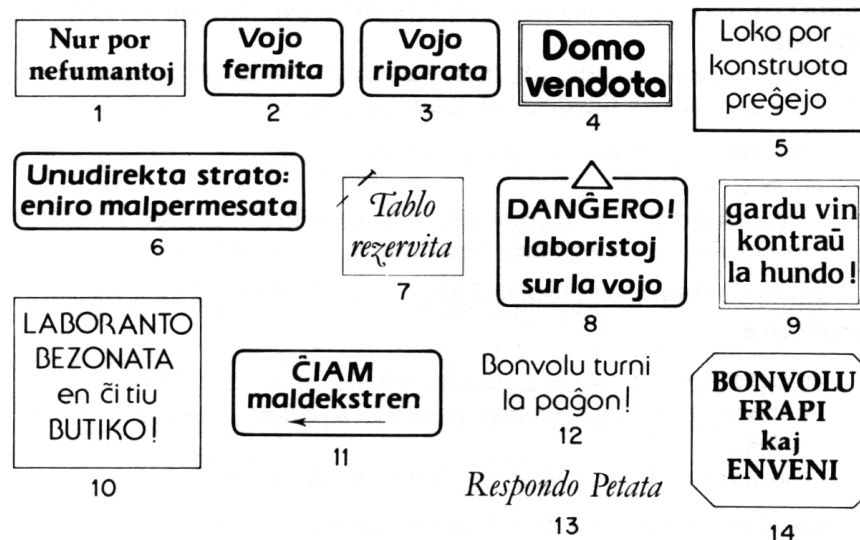 Nur por
nefumantoj
1
Vojo
fermita
2
Vojo
riparata
3
Domo
vendota
4
Loko por
konstruota
preĝejo
5
Unudirekta strato:
eniro malpermesata
6
Tablo
rezervita
7
DANĜERO!
laboristoj
sur la vojo
8
gardu vin
kontraŭ
la hundo!
9
LABORANTO
BEZONATA
en ĉi tiu
BUTIKO!
10
ĈIAM
maldekstren
11
Bonvolu turni
la paĝon!
12
Respondo Petata
13
BONVOLU
FRAPI
kaj
ENVENI
14